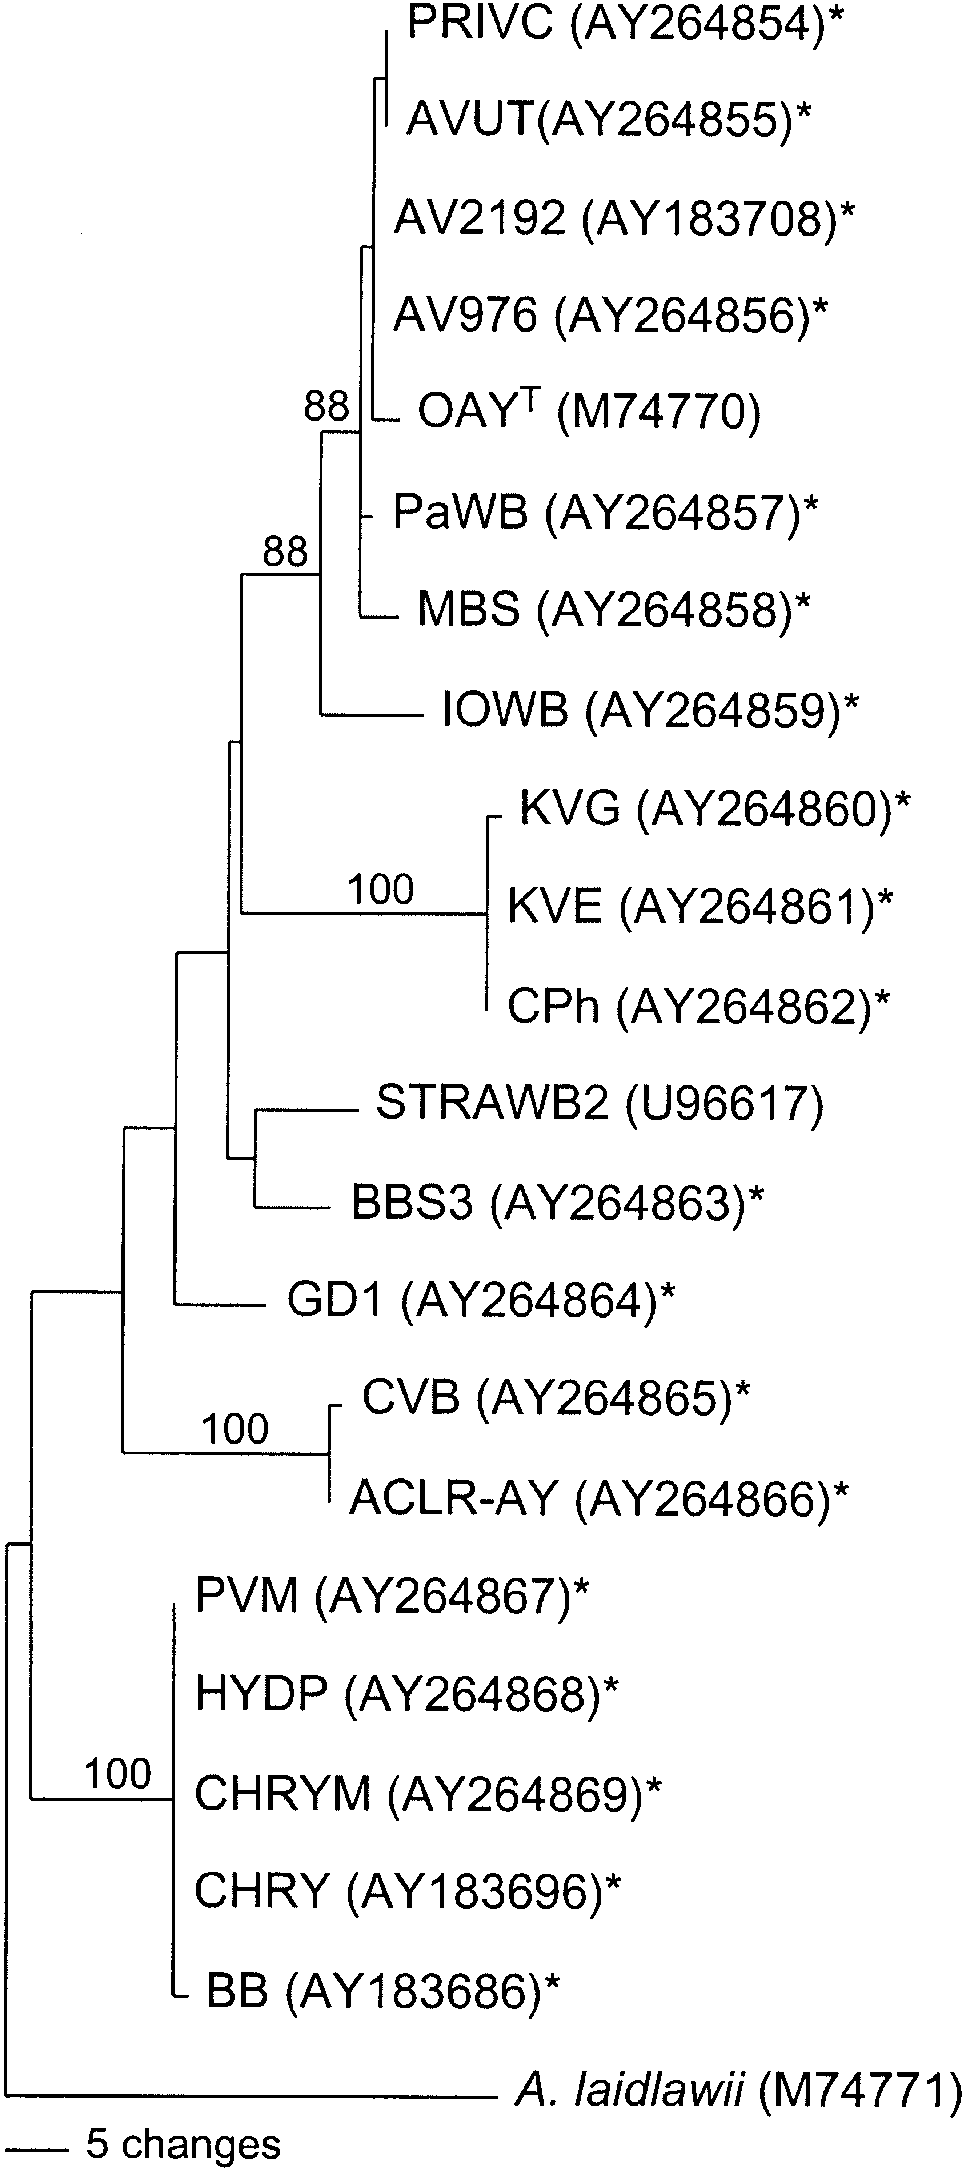 PRIVC (AY264854)*
AVUT(AY264855)*
AV2192 (AY183708)*
AV976 (AY264856)*
88
OAYᵀ (M74770)
PaWB (AY264857)*
88
MBS (AY264858)*
IOWB (AY264859)*
KVG (AY264860)*
100
KVE (AY264861)*
CPh (AY264862)*
STRAWB2 (U96617)
BBS3 (AY264863)*
GD1 (AY264864)*
CVB (AY264865)*
100
ACLR-AY (AY264866)*
PVM (AY264867)*
HYDP (AY264868)*
100
CHRYM (AY264869)*
CHRY (AY183696)*
BB (AY183686)*
A. laidlawii (M74771)
5 changes